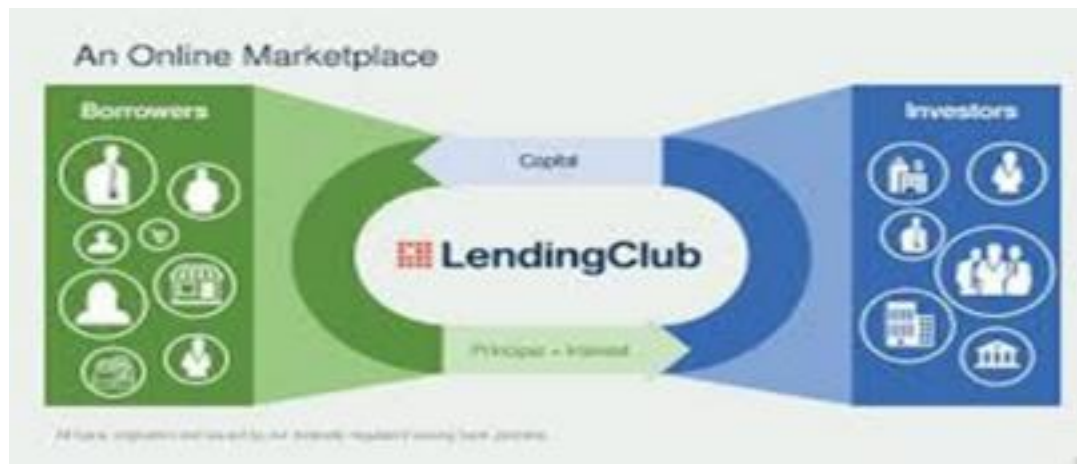 An Online Marketplace
Borrowers
Investors
Capital
LendingClub
Principal + Interest